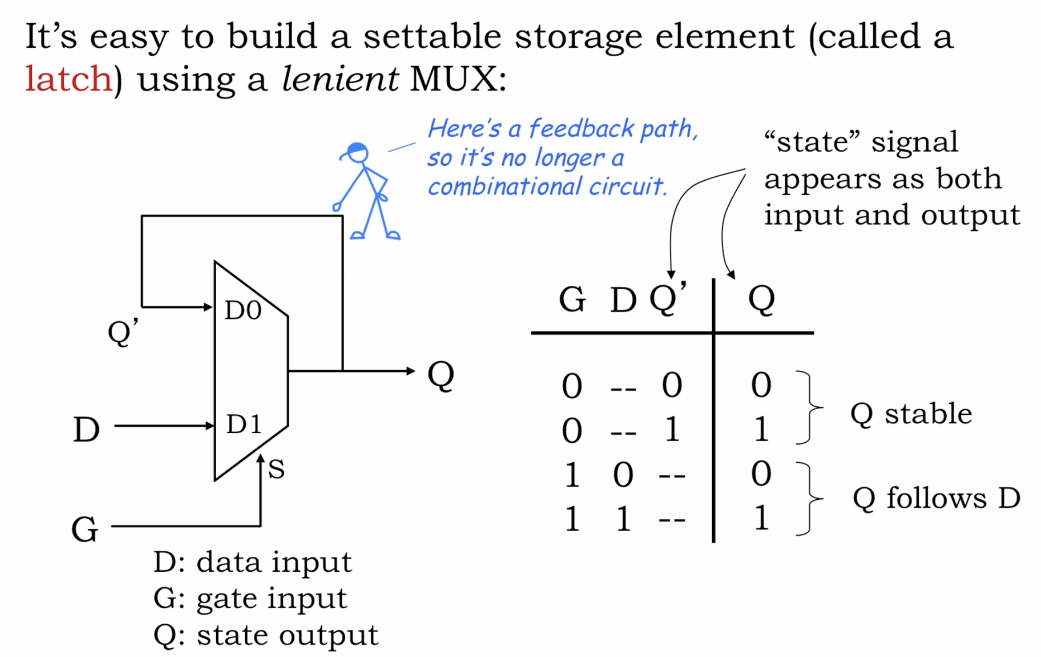 It’s easy to build a settable storage element (called a
latch) using a lenient MUX:
Here’s a feedback path,
so it’s no longer a
combinational circuit.
“state” signal
appears as both
input and output
D0
Q’
Q
D
D1
S
G
D: data input
G: gate input
Q: state output
G D Q’ Q
0 -- 0 0
0 -- 1 1
Q stable
1 0 -- 0
1 1 -- 1
Q follows D